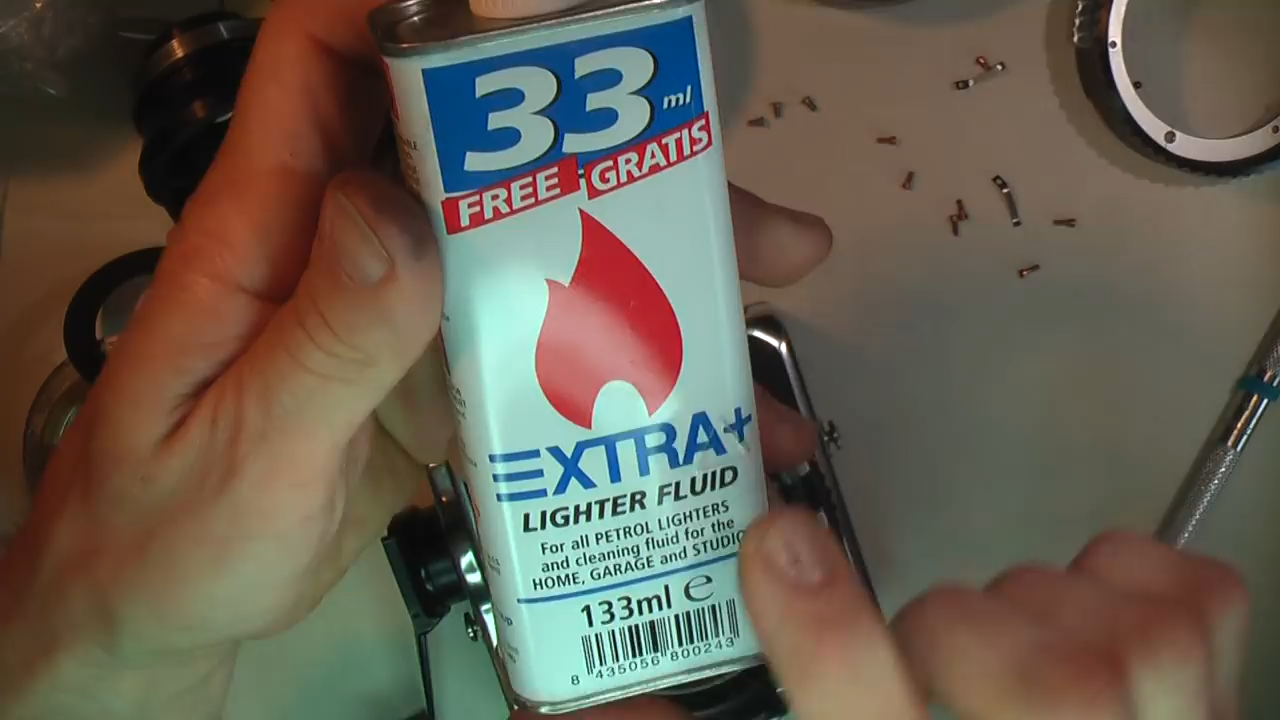 33 ml
FREE · GRATIS
EXTRA+
LIGHTER FLUID
For all PETROL LIGHTERS
and cleaning fluid for the
HOME, GARAGE and STUDIO
133ml ℮
8 435056 800243